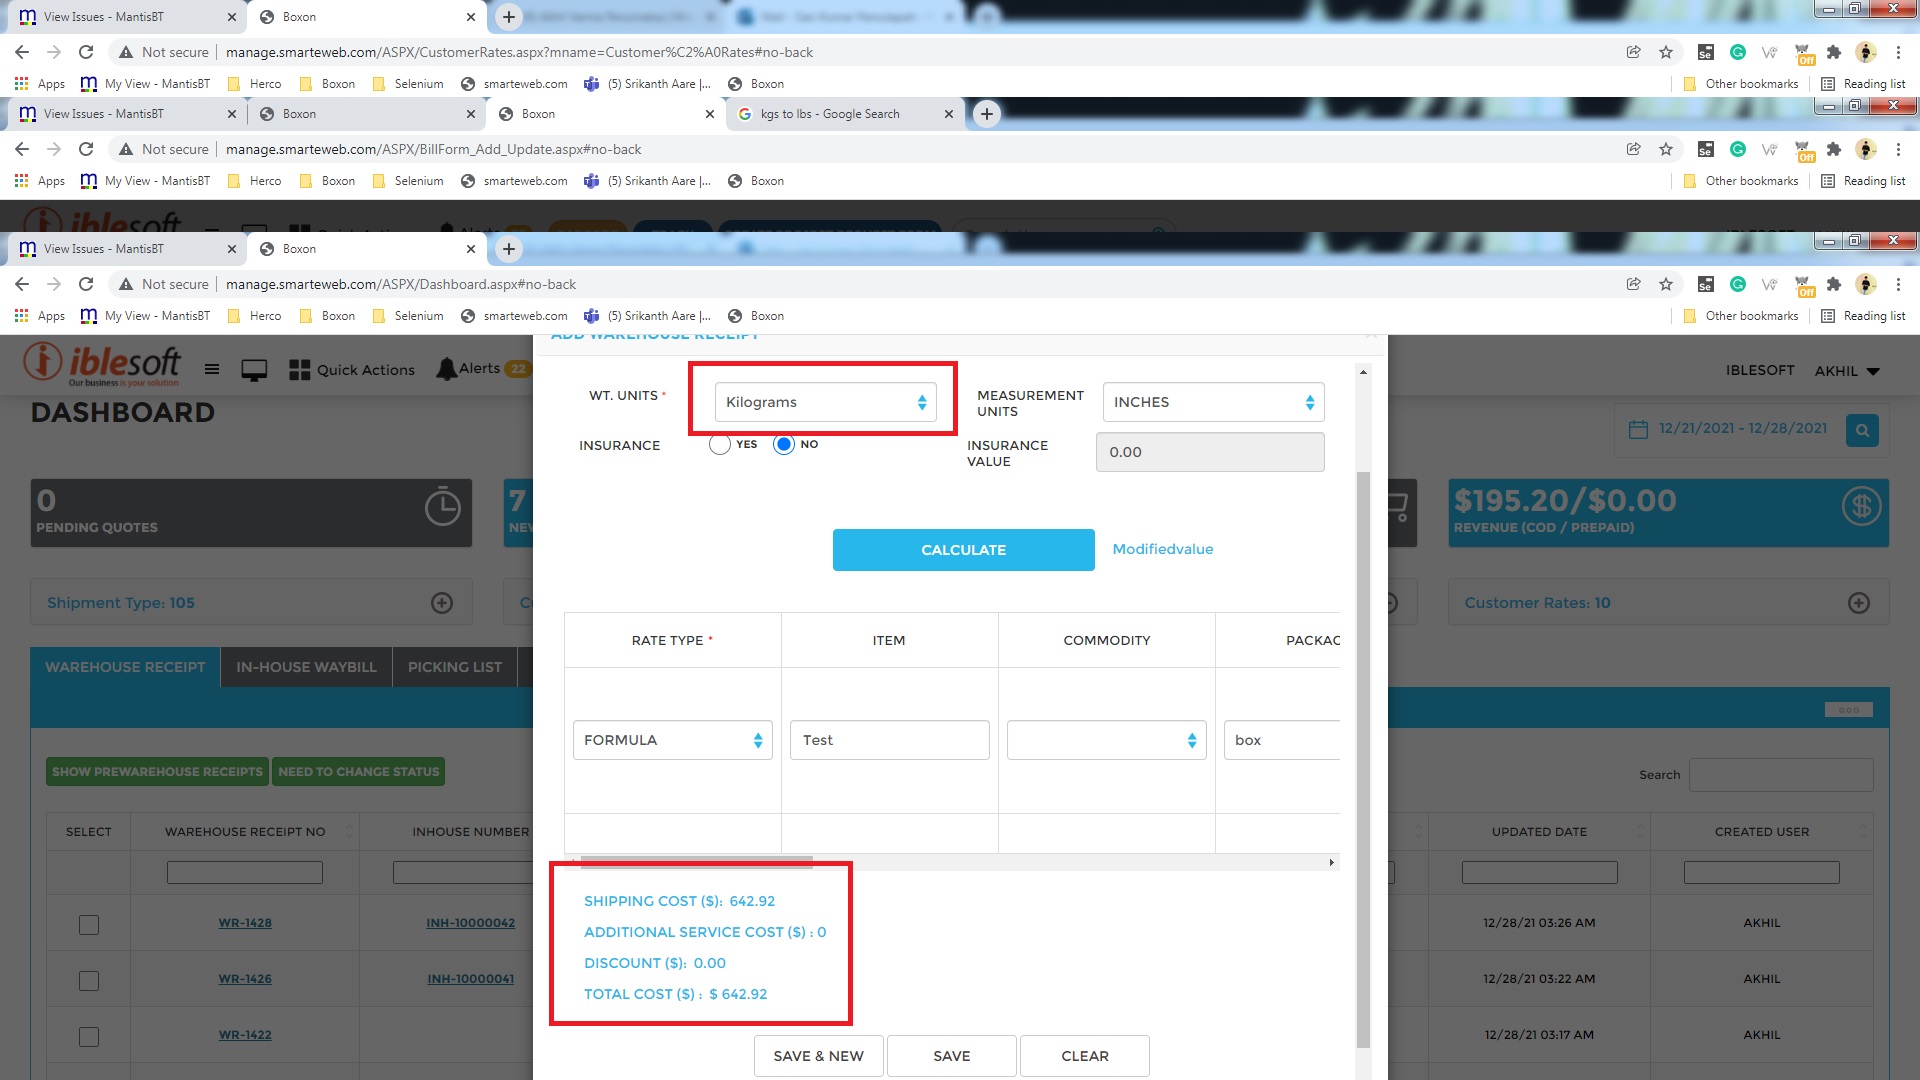 View Issues - MantisBT
Boxon
Not secure
manage.smarteweb.com/ASPX/CustomerRates.aspx?mname=Customer%C2%A0Rates#no-back
Off
Apps
My View - MantisBT
Herco
Boxon
Selenium
smarteweb.com
(5) Srikanth Aare |...
Boxon
Other bookmarks
Reading list
View Issues - MantisBT
Boxon
Boxon
kgs to lbs - Google Search
Not secure
manage.smarteweb.com/ASPX/BillForm_Add_Update.aspx#no-back
Off
Apps
My View - MantisBT
Herco
Boxon
Selenium
smarteweb.com
(5) Srikanth Aare |...
Boxon
Other bookmarks
Reading list
View Issues - MantisBT
Boxon
Not secure
manage.smarteweb.com/ASPX/Dashboard.aspx#no-back
Off
Apps
My View - MantisBT
Herco
Boxon
Selenium
smarteweb.com
(5) Srikanth Aare |...
Boxon
Other bookmarks
Reading list
ADD WAREHOUSE RECEIPT
iblesoft
Our business is your solution
Quick Actions
Alerts 22
IBLESOFT
AKHIL
DASHBOARD
12/21/2021 - 12/28/2021
WT. UNITS *
Kilograms
MEASUREMENT
UNITS
INCHES
INSURANCE
YES
NO
INSURANCE
VALUE
0.00
0
PENDING QUOTES
7
$195.20/$0.00
REVENUE (COD / PREPAID)
CALCULATE
Modifiedvalue
Shipment Type: 105
Customer Rates: 10
RATE TYPE *
ITEM
COMMODITY
PACKAG
WAREHOUSE RECEIPT
IN-HOUSE WAYBILL
PICKING LIST
FORMULA
Test
box
SHOW PREWAREHOUSE RECEIPTS
NEED TO CHANGE STATUS
Search
SELECT
WAREHOUSE RECEIPT NO
INHOUSE NUMBER
UPDATED DATE
CREATED USER
SHIPPING COST ($): 642.92
ADDITIONAL SERVICE COST ($) : 0
DISCOUNT ($): 0.00
TOTAL COST ($) : $ 642.92
WR-1428
INH-10000042
12/28/21 03:26 AM
AKHIL
WR-1426
INH-10000041
12/28/21 03:22 AM
AKHIL
WR-1422
12/28/21 03:17 AM
AKHIL
SAVE & NEW
SAVE
CLEAR